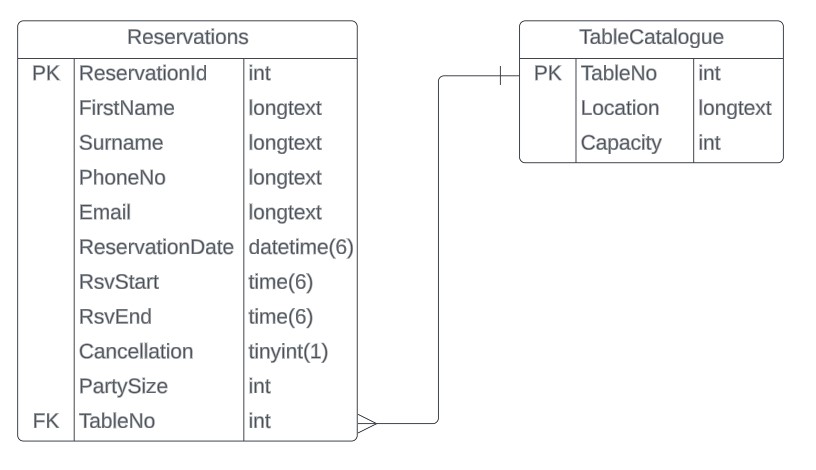 Reservations
PK ReservationId int
FirstName longtext
Surname longtext
PhoneNo longtext
Email longtext
ReservationDate datetime(6)
RsvStart time(6)
RsvEnd time(6)
Cancellation tinyint(1)
PartySize int
FK TableNo int
TableCatalogue
PK TableNo int
Location longtext
Capacity int